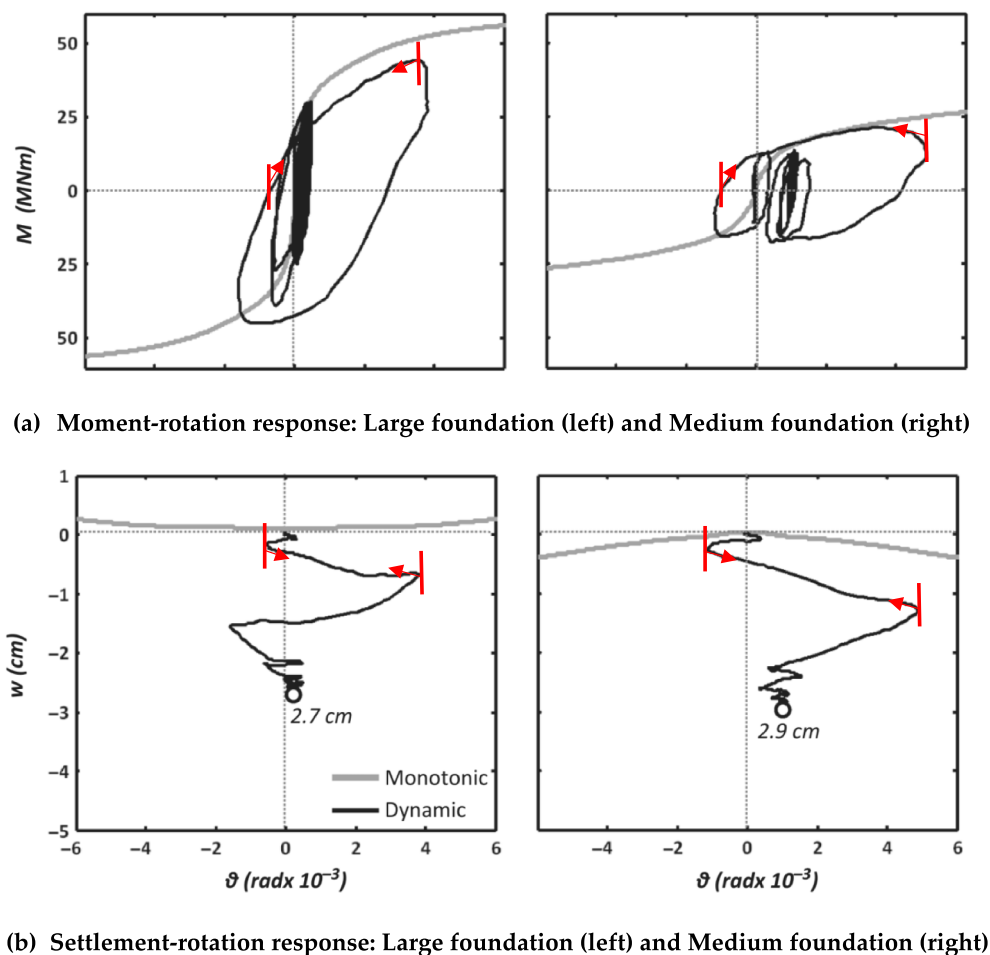 50
25
0
25
50
M (MNm)
(a) Moment-rotation response: Large foundation (left) and Medium foundation (right)
1
0
−1
−2
−3
−4
−5
w (cm)
2.7 cm
Monotonic
Dynamic
−6 −4 −2 0 2 4 6
ϑ (radx 10⁻³)
2.9 cm
−4 −2 0 2 4 6
ϑ (radx 10⁻³)
(b) Settlement-rotation response: Large foundation (left) and Medium foundation (right)